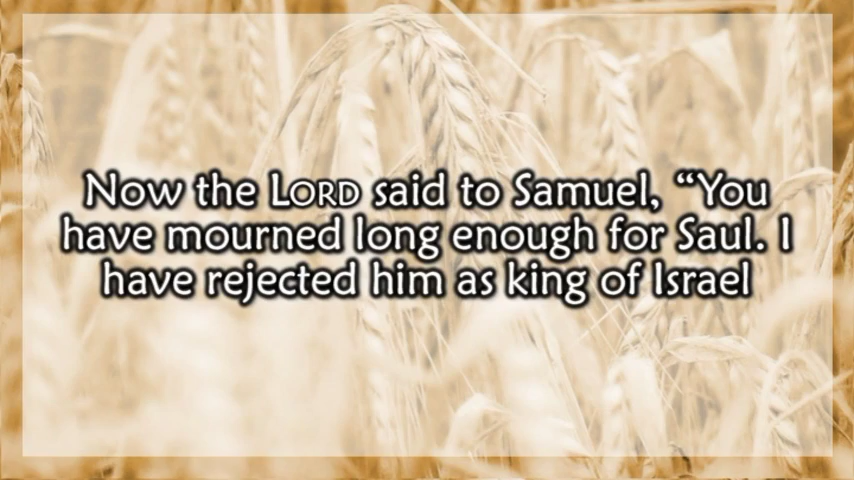 Now the LORD said to Samuel, “You
have mourned long enough for Saul. I
have rejected him as king of Israel